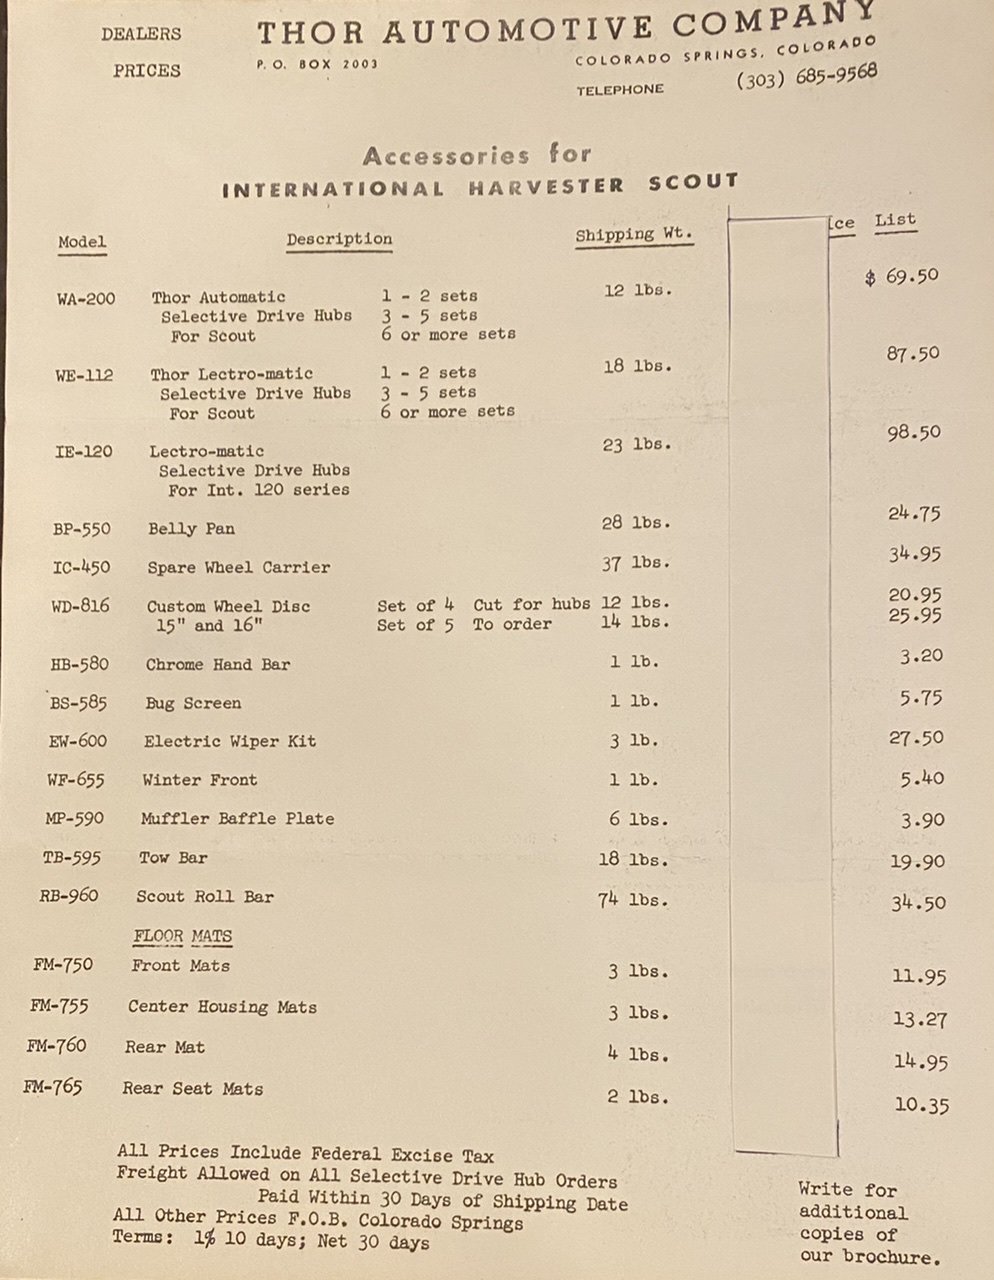 DEALERS THOR AUTOMOTIVE COMPANY
PRICES P. O. BOX 2003 COLORADO SPRINGS, COLORADO
TELEPHONE (303) 685-9568
Accessories for
INTERNATIONAL HARVESTER SCOUT
Model Description Shipping Wt. List
WA-200 Thor Automatic 1 - 2 sets 12 lbs. $ 69.50
Selective Drive Hubs 3 - 5 sets
For Scout 6 or more sets
WE-112 Thor Lectro-matic 1 - 2 sets 18 lbs. 87.50
Selective Drive Hubs 3 - 5 sets
For Scout 6 or more sets
IE-120 Lectro-matic 23 lbs. 98.50
Selective Drive Hubs
For Int. 120 series
BP-550 Belly Pan 28 lbs. 24.75
IC-450 Spare Wheel Carrier 37 lbs. 34.95
WD-816 Custom Wheel Disc Set of 4 Cut for hubs 12 lbs. 20.95
15" and 16" Set of 5 To order 14 lbs. 25.95
HB-580 Chrome Hand Bar 1 lb. 3.20
BS-585 Bug Screen 1 lb. 5.75
EW-600 Electric Wiper Kit 3 lb. 27.50
WF-655 Winter Front 1 lb. 5.40
MP-590 Muffler Baffle Plate 6 lbs. 3.90
TB-595 Tow Bar 18 lbs. 19.90
RB-960 Scout Roll Bar 74 lbs. 34.50
FLOOR MATS
FM-750 Front Mats 3 lbs. 11.95
FM-755 Center Housing Mats 3 lbs. 13.27
FM-760 Rear Mat 4 lbs. 14.95
FM-765 Rear Seat Mats 2 lbs. 10.35
All Prices Include Federal Excise Tax
Freight Allowed on All Selective Drive Hub Orders
Paid Within 30 Days of Shipping Date
All Other Prices F.O.B. Colorado Springs
Terms: 1% 10 days; Net 30 days
Write for
additional
copies of
our brochure.